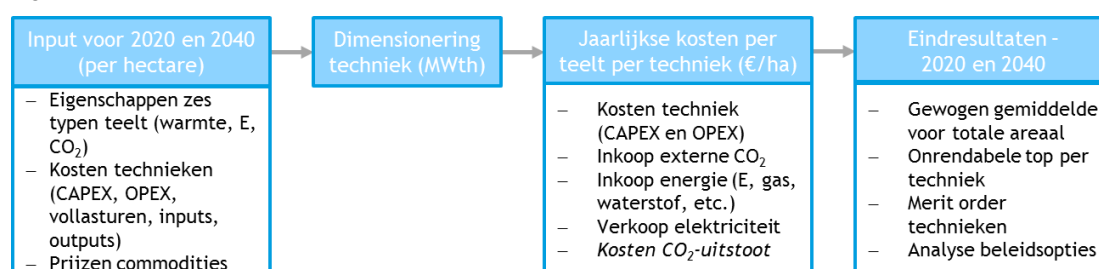 Input voor 2020 en 2040
(per hectare)
– Eigenschappen zes
typen teelt (warmte, E,
CO₂)
– Kosten technieken
(CAPEX, OPEX,
vollasturen, inputs,
outputs)
– Prijzen commodities
Dimensionering
techniek (MWth)
Jaarlijkse kosten per
teelt per techniek (€/ha)
– Kosten techniek
(CAPEX en OPEX)
– Inkoop externe CO₂
– Inkoop energie (E, gas,
waterstof, etc.)
– Verkoop elektriciteit
– Kosten CO₂-uitstoot
Eindresultaten –
2020 en 2040
– Gewogen gemiddelde
voor totale areaal
– Onrendabele top per
techniek
– Merit order
technieken
– Analyse beleidsopties